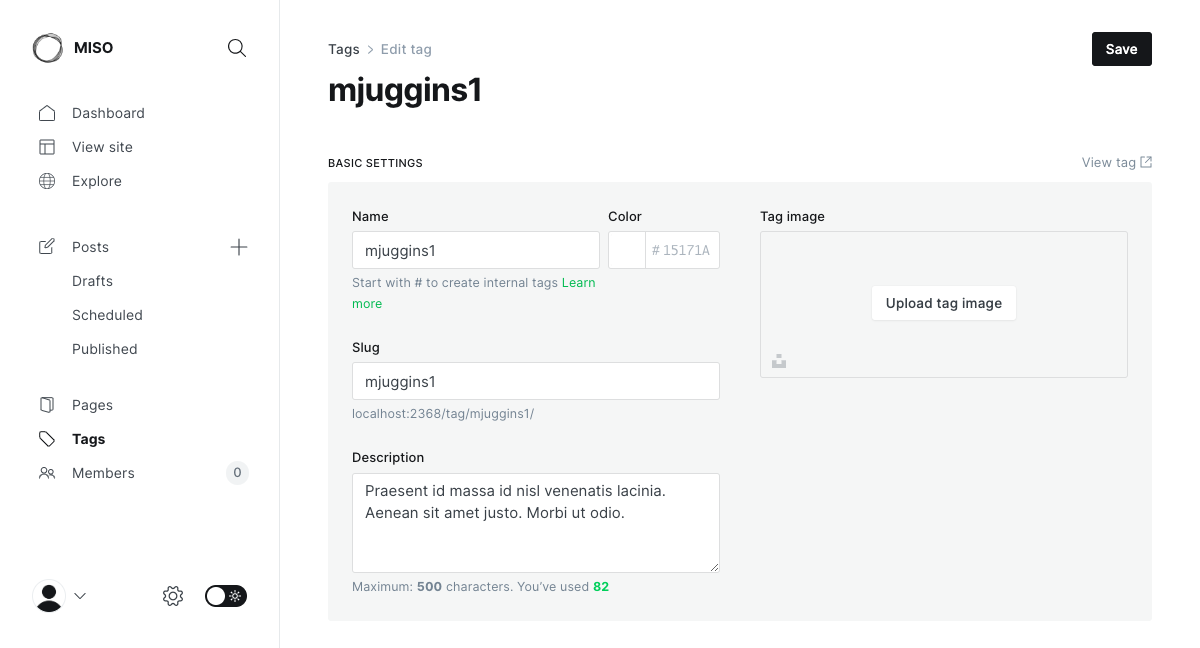 MISO
Dashboard
View site
Explore
Posts
Drafts
Scheduled
Published
Pages
Tags
Members 0
Tags > Edit tag
Save
mjuggins1
BASIC SETTINGS
View tag
Name
mjuggins1
Start with # to create internal tags Learn
more
Color
# 15171A
Slug
mjuggins1
localhost:2368/tag/mjuggins1/
Description
Praesent id massa id nisl venenatis lacinia.
Aenean sit amet justo. Morbi ut odio.
Maximum: 500 characters. You’ve used 82
Tag image
Upload tag image